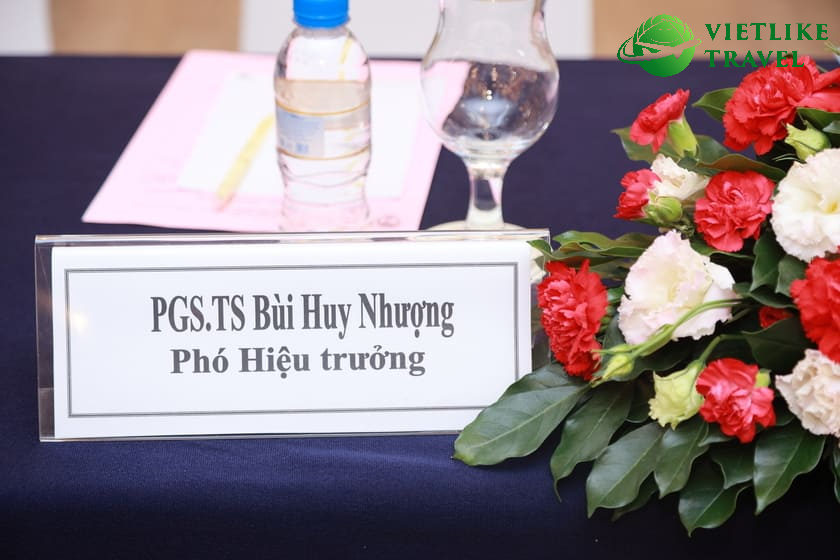 VIETLIKE
TRAVEL
PGS.TS Bùi Huy Nhượng
Phó Hiệu trưởng